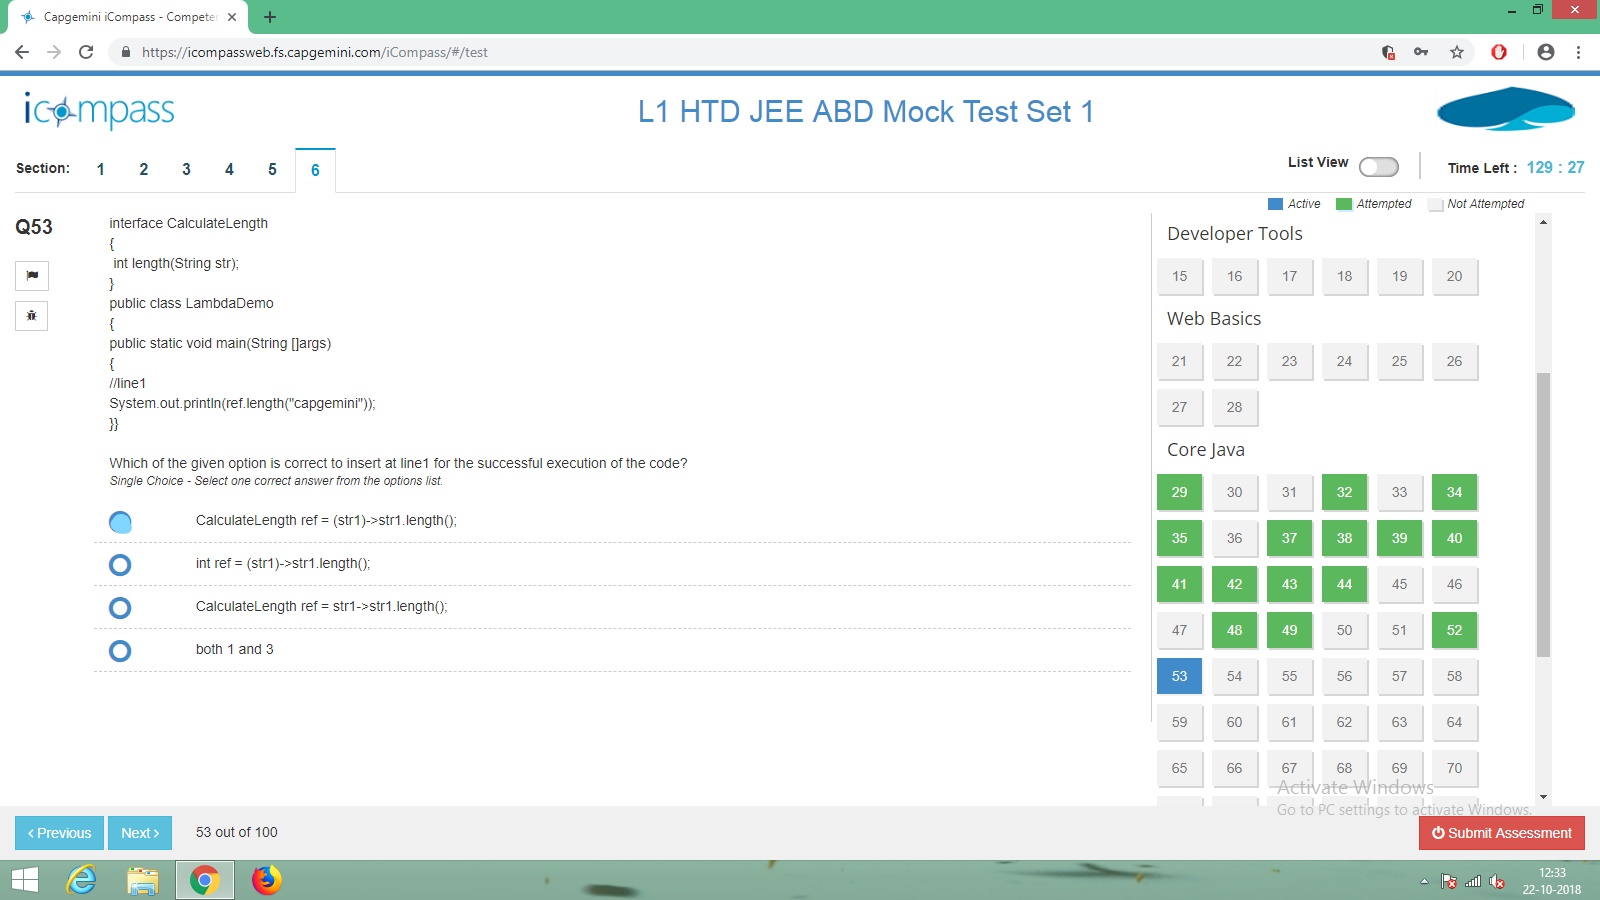 Capgemini iCompass - Competer
https://icompassweb.fs.capgemini.com/iCompass/#/test
icompass
L1 HTD JEE ABD Mock Test Set 1
Section: 1 2 3 4 5 6
List View
Time Left : 129 : 27
Active Attempted Not Attempted
Q53
interface CalculateLength
{
int length(String str);
}
public class LambdaDemo
{
public static void main(String []args)
{
//line1
System.out.println(ref.length("capgemini"));
}}
Which of the given option is correct to insert at line1 for the successful execution of the code?
Single Choice - Select one correct answer from the options list.
CalculateLength ref = (str1)->str1.length();
int ref = (str1)->str1.length();
CalculateLength ref = str1->str1.length();
both 1 and 3
Developer Tools
15 16 17 18 19 20
Web Basics
21 22 23 24 25 26
27 28
Core Java
29 30 31 32 33 34
35 36 37 38 39 40
41 42 43 44 45 46
47 48 49 50 51 52
53 54 55 56 57 58
59 60 61 62 63 64
65 66 67 68 69 70
Activate Windows
Go to PC settings to activate Windows.
‹ Previous
Next ›
53 out of 100
Submit Assessment
12:33
22-10-2018